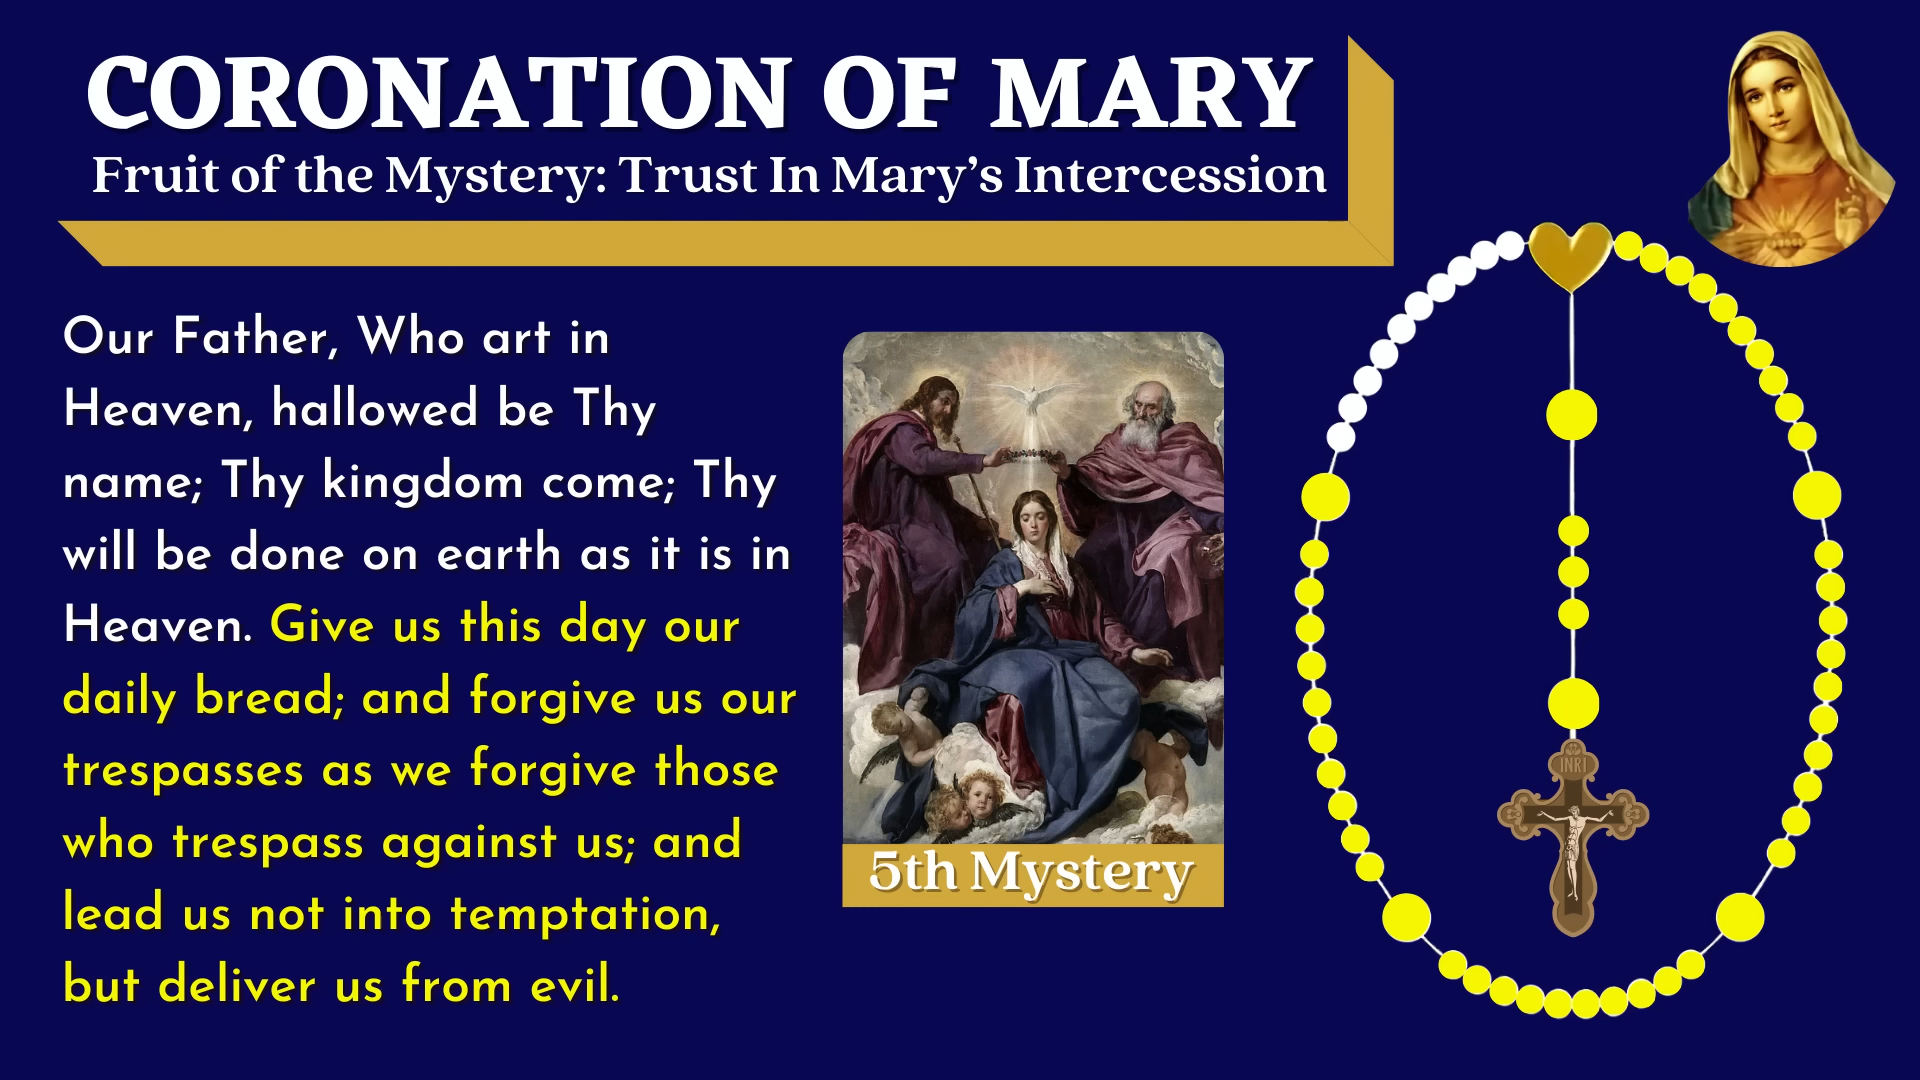 CORONATION OF MARY
Fruit of the Mystery: Trust In Mary's Intercession
Our Father, Who art in
Heaven, hallowed be Thy
name; Thy kingdom come; Thy
will be done on earth as it is in
Heaven. Give us this day our
daily bread; and forgive us our
trespasses as we forgive those
who trespass against us; and
lead us not into temptation,
but deliver us from evil.
5th Mystery
INRI